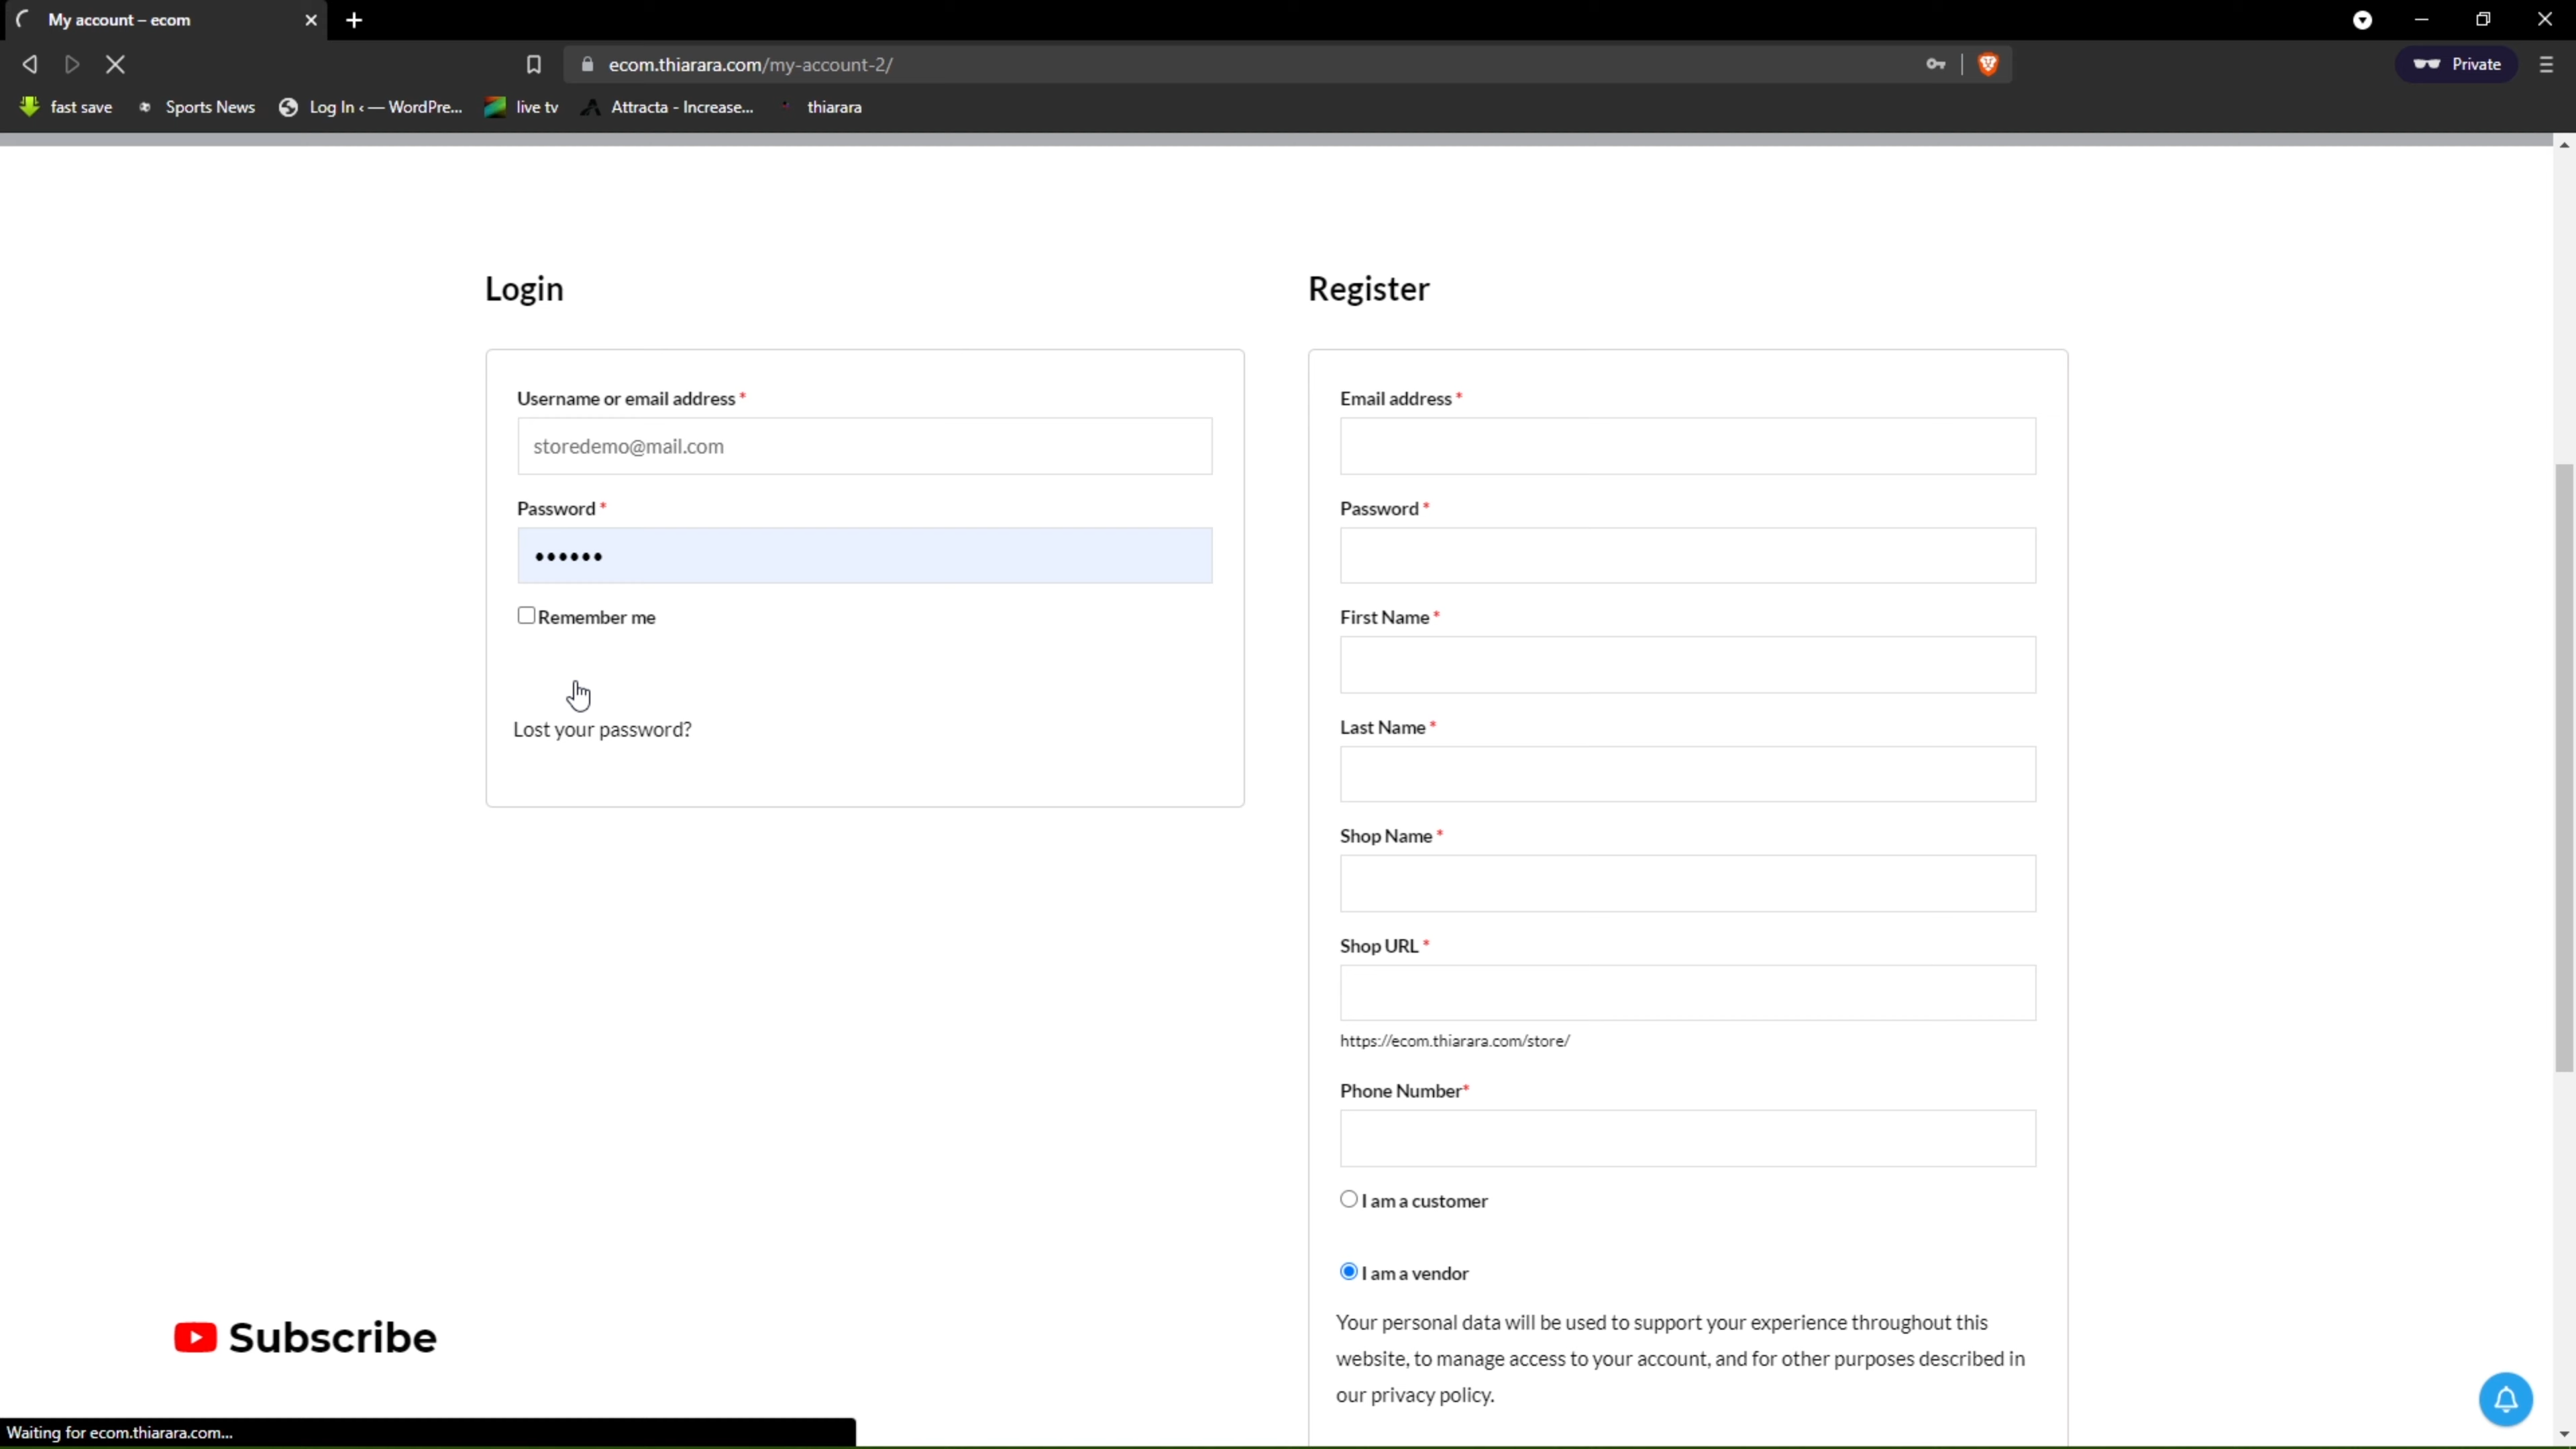 My account – ecom
ecom.thiarara.com/my-account-2/
Private
fast save
Sports News
Log In ‹ — WordPre...
live tv
Attracta - Increase...
thiarara
Login
Username or email address *
storedemo@mail.com
Password *
Remember me
Lost your password?
Register
Email address *
Password *
First Name *
Last Name *
Shop Name *
Shop URL *
https://ecom.thiarara.com/store/
Phone Number*
I am a customer
I am a vendor
Your personal data will be used to support your experience throughout this
website, to manage access to your account, and for other purposes described in
our privacy policy.
Subscribe
Waiting for ecom.thiarara.com...